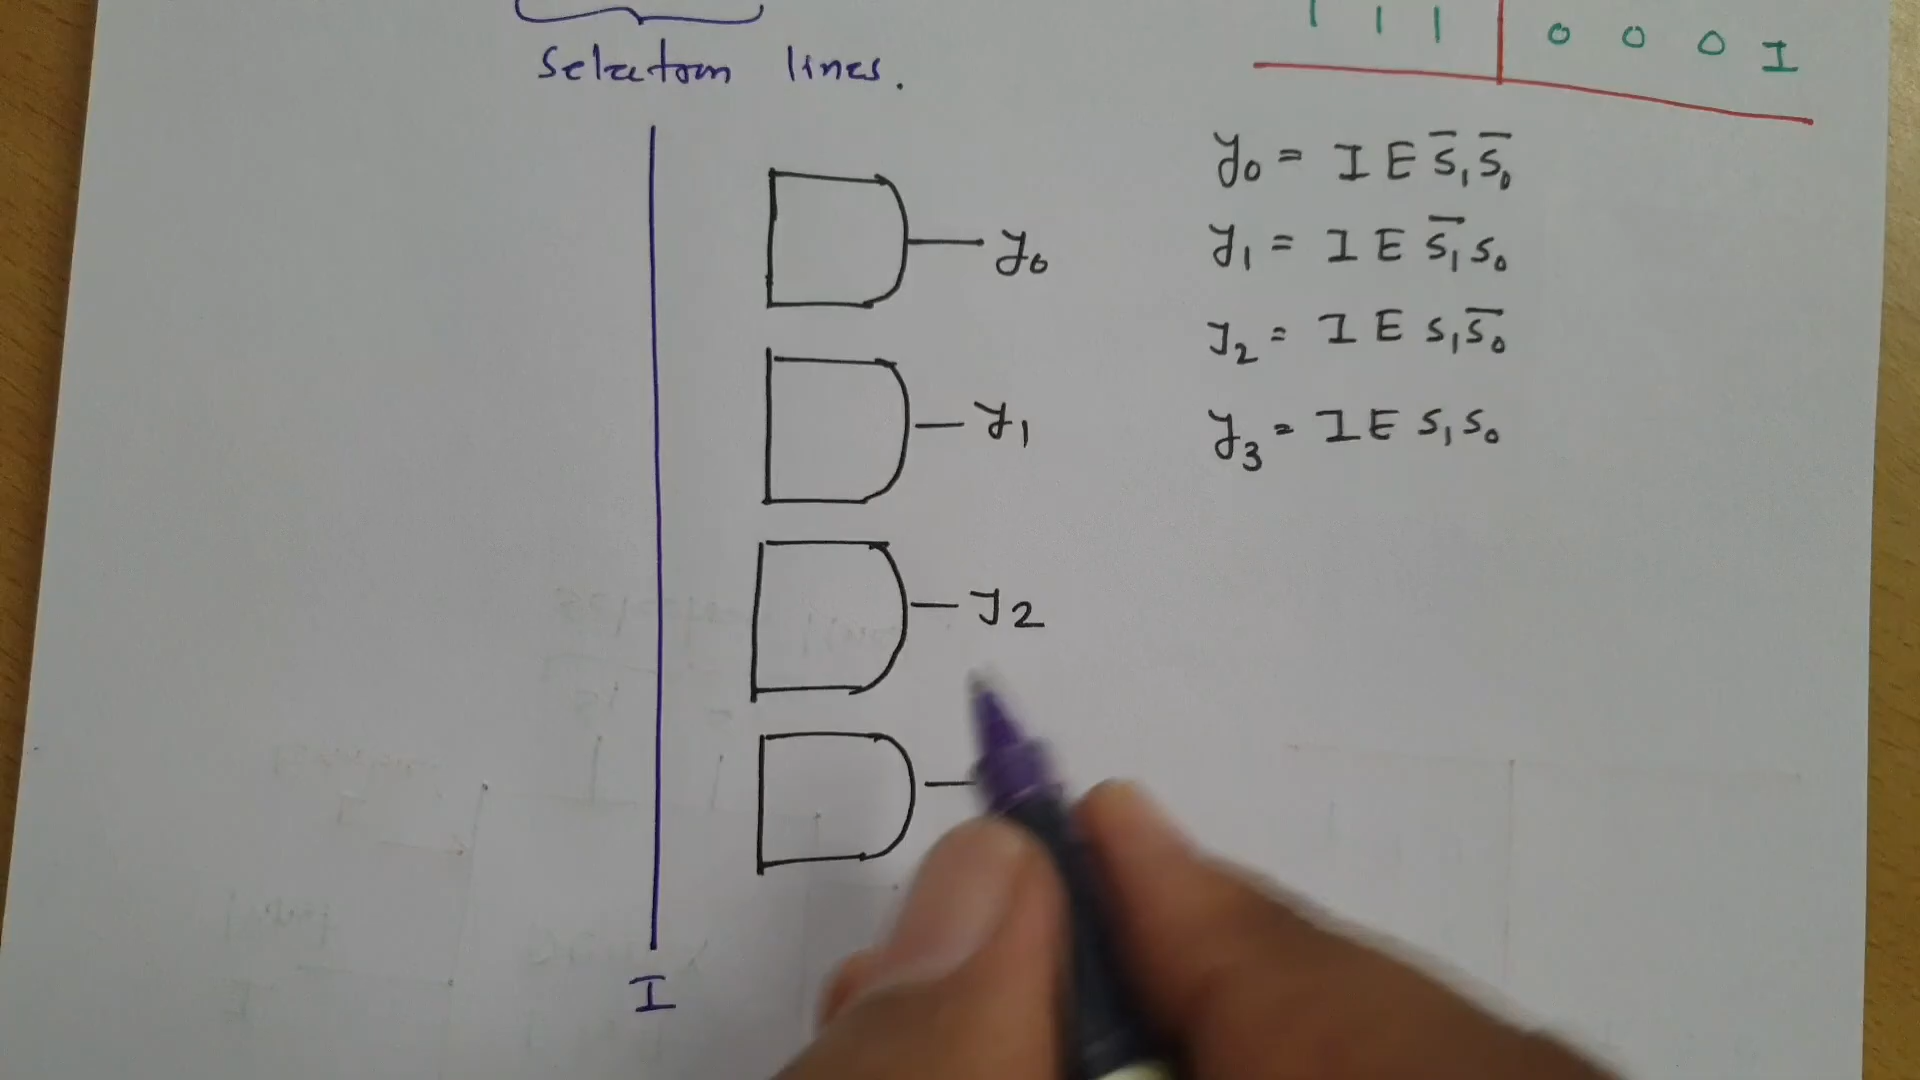 Selection lines.
1 1 1 0 0 0 I
y₀ = I E S̅₁ S̅₀
y₁ = I E S̅₁ S₀
y₂ = I E S₁ S̅₀
y₃ = I E S₁ S₀
y₀
y₁
y₂
I